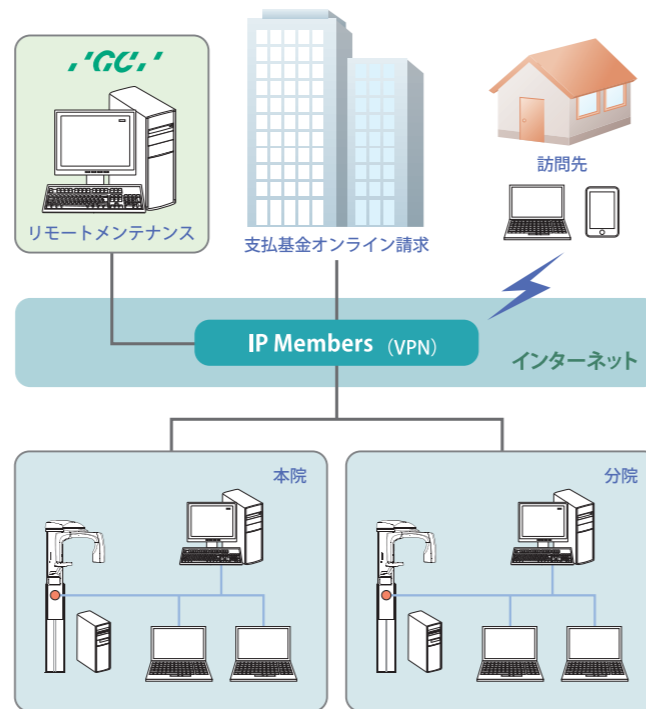 GC
リモートメンテナンス
支払基金オンライン請求
訪問先
IP Members （VPN）
インターネット
本院
分院